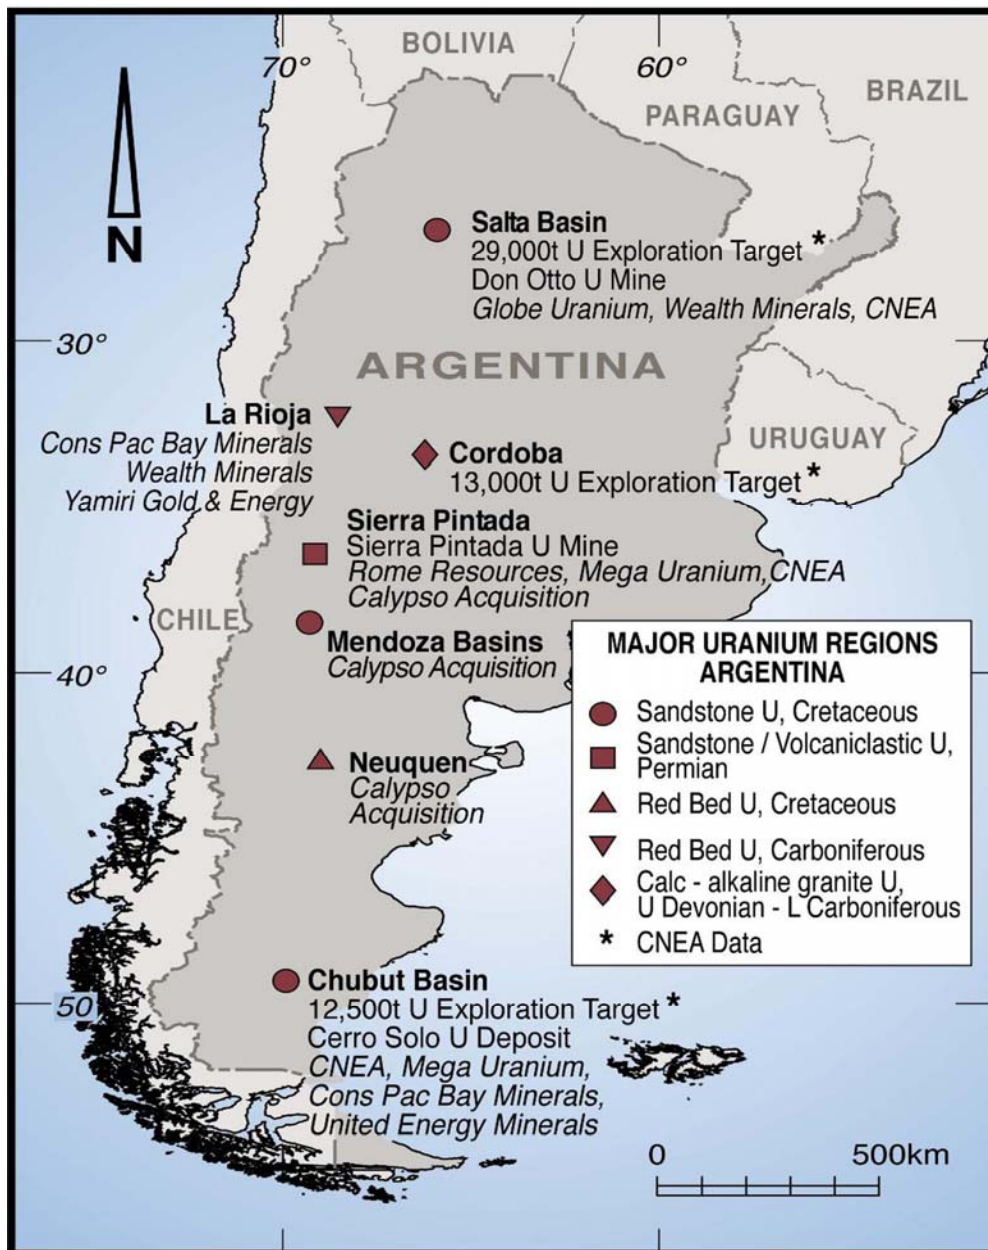 BOLIVIA
70°
60°
BRAZIL
PARAGUAY
N
Salta Basin
29,000t U Exploration Target *
Don Otto U Mine
Globe Uranium, Wealth Minerals, CNEA
30°
ARGENTINA
La Rioja
Cons Pac Bay Minerals
Wealth Minerals
Yamiri Gold & Energy
URUGUAY
Cordoba
13,000t U Exploration Target *
Sierra Pintada
Sierra Pintada U Mine
Rome Resources, Mega Uranium,CNEA
Calypso Acquisition
CHILE
Mendoza Basins
Calypso Acquisition
40°
Neuquen
Calypso
Acquisition
MAJOR URANIUM REGIONS
ARGENTINA
Sandstone U, Cretaceous
Sandstone / Volcaniclastic U,
Permian
Red Bed U, Cretaceous
Red Bed U, Carboniferous
Calc - alkaline granite U,
U Devonian - L Carboniferous
* CNEA Data
50
Chubut Basin
12,500t U Exploration Target *
Cerro Solo U Deposit
CNEA, Mega Uranium,
Cons Pac Bay Minerals,
United Energy Minerals
0 500km